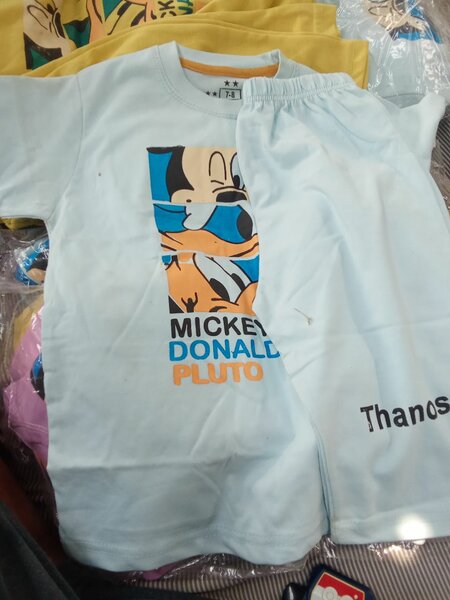 7-8
MICKEY
DONALD
PLUTO
Thanos